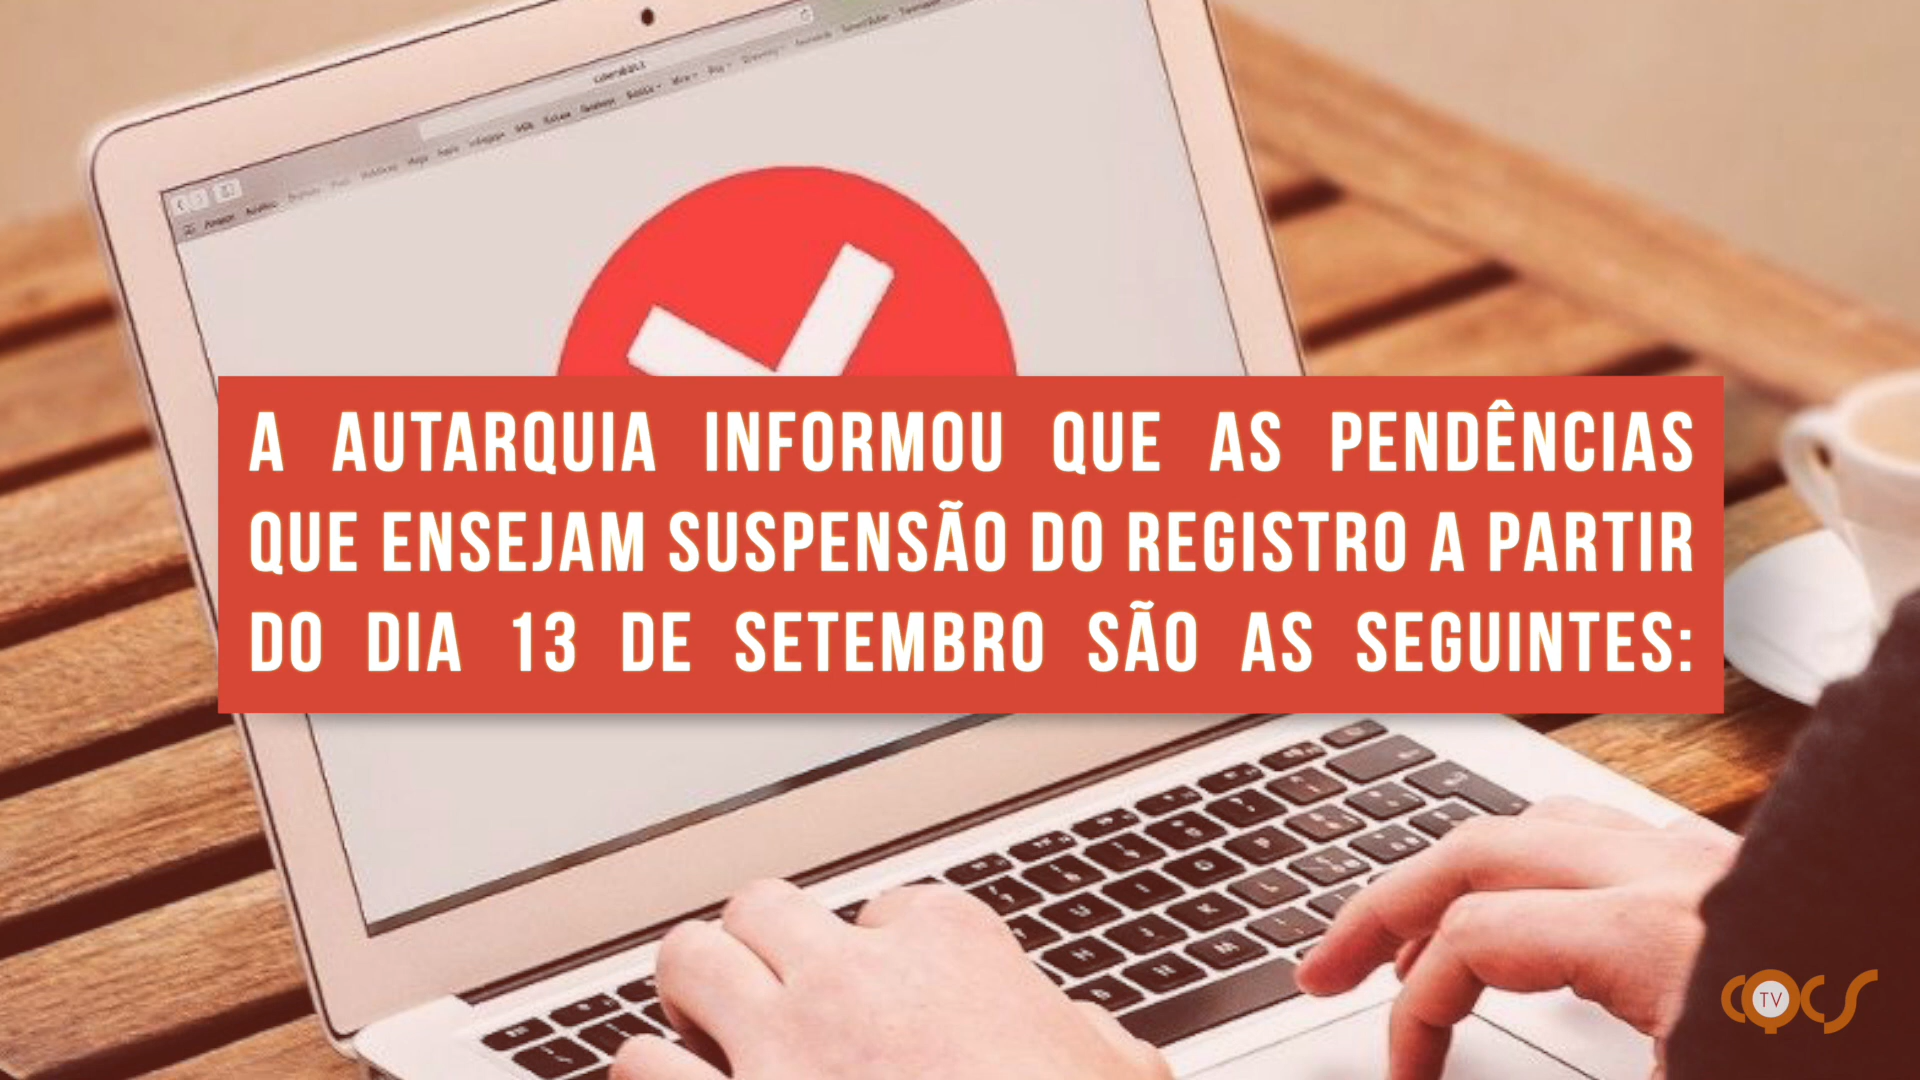 A AUTARQUIA INFORMOU QUE AS PENDÊNCIAS
QUE ENSEJAM SUSPENSÃO DO REGISTRO A PARTIR
DO DIA 13 DE SETEMBRO SÃO AS SEGUINTES:
CQCS
TV